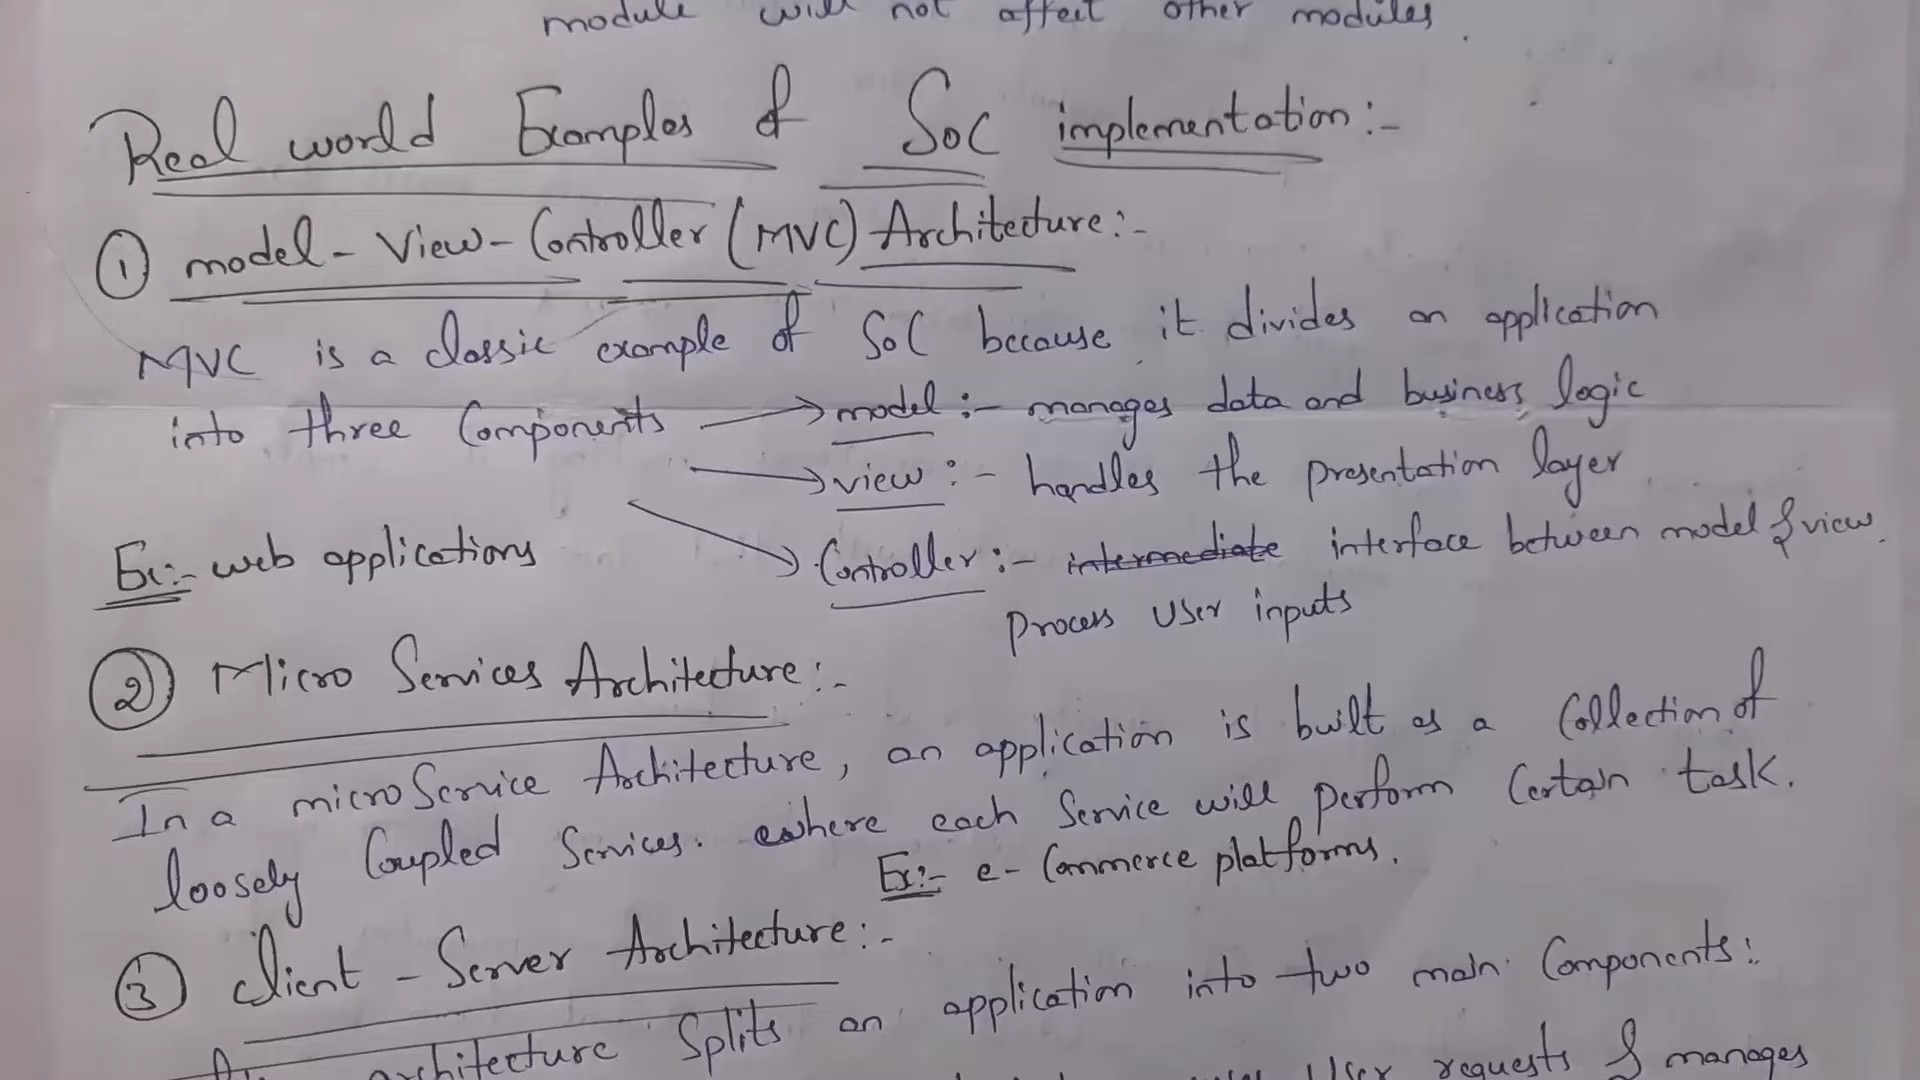 module will not affect other modules.
Real world Examples of SoC implementation:-
① model-View-Controller (MVC) Architecture:-
MVC is a classic example of SoC because it divides an application
into three Components → model :- manages data and business logic
→ view :- handles the presentation layer
Ex:- web applications
→ Controller :- intermediate interface between model & view.
process user inputs
② Micro Services Architecture:-
In a microservice Architecture, an application is built as a Collection of
loosely Coupled Services. where each Service will perform Certain task.
Ex:- e-Commerce platforms.
③ Client - Server Architecture:-
architecture Splits an application into two main Components:
User requests & manages